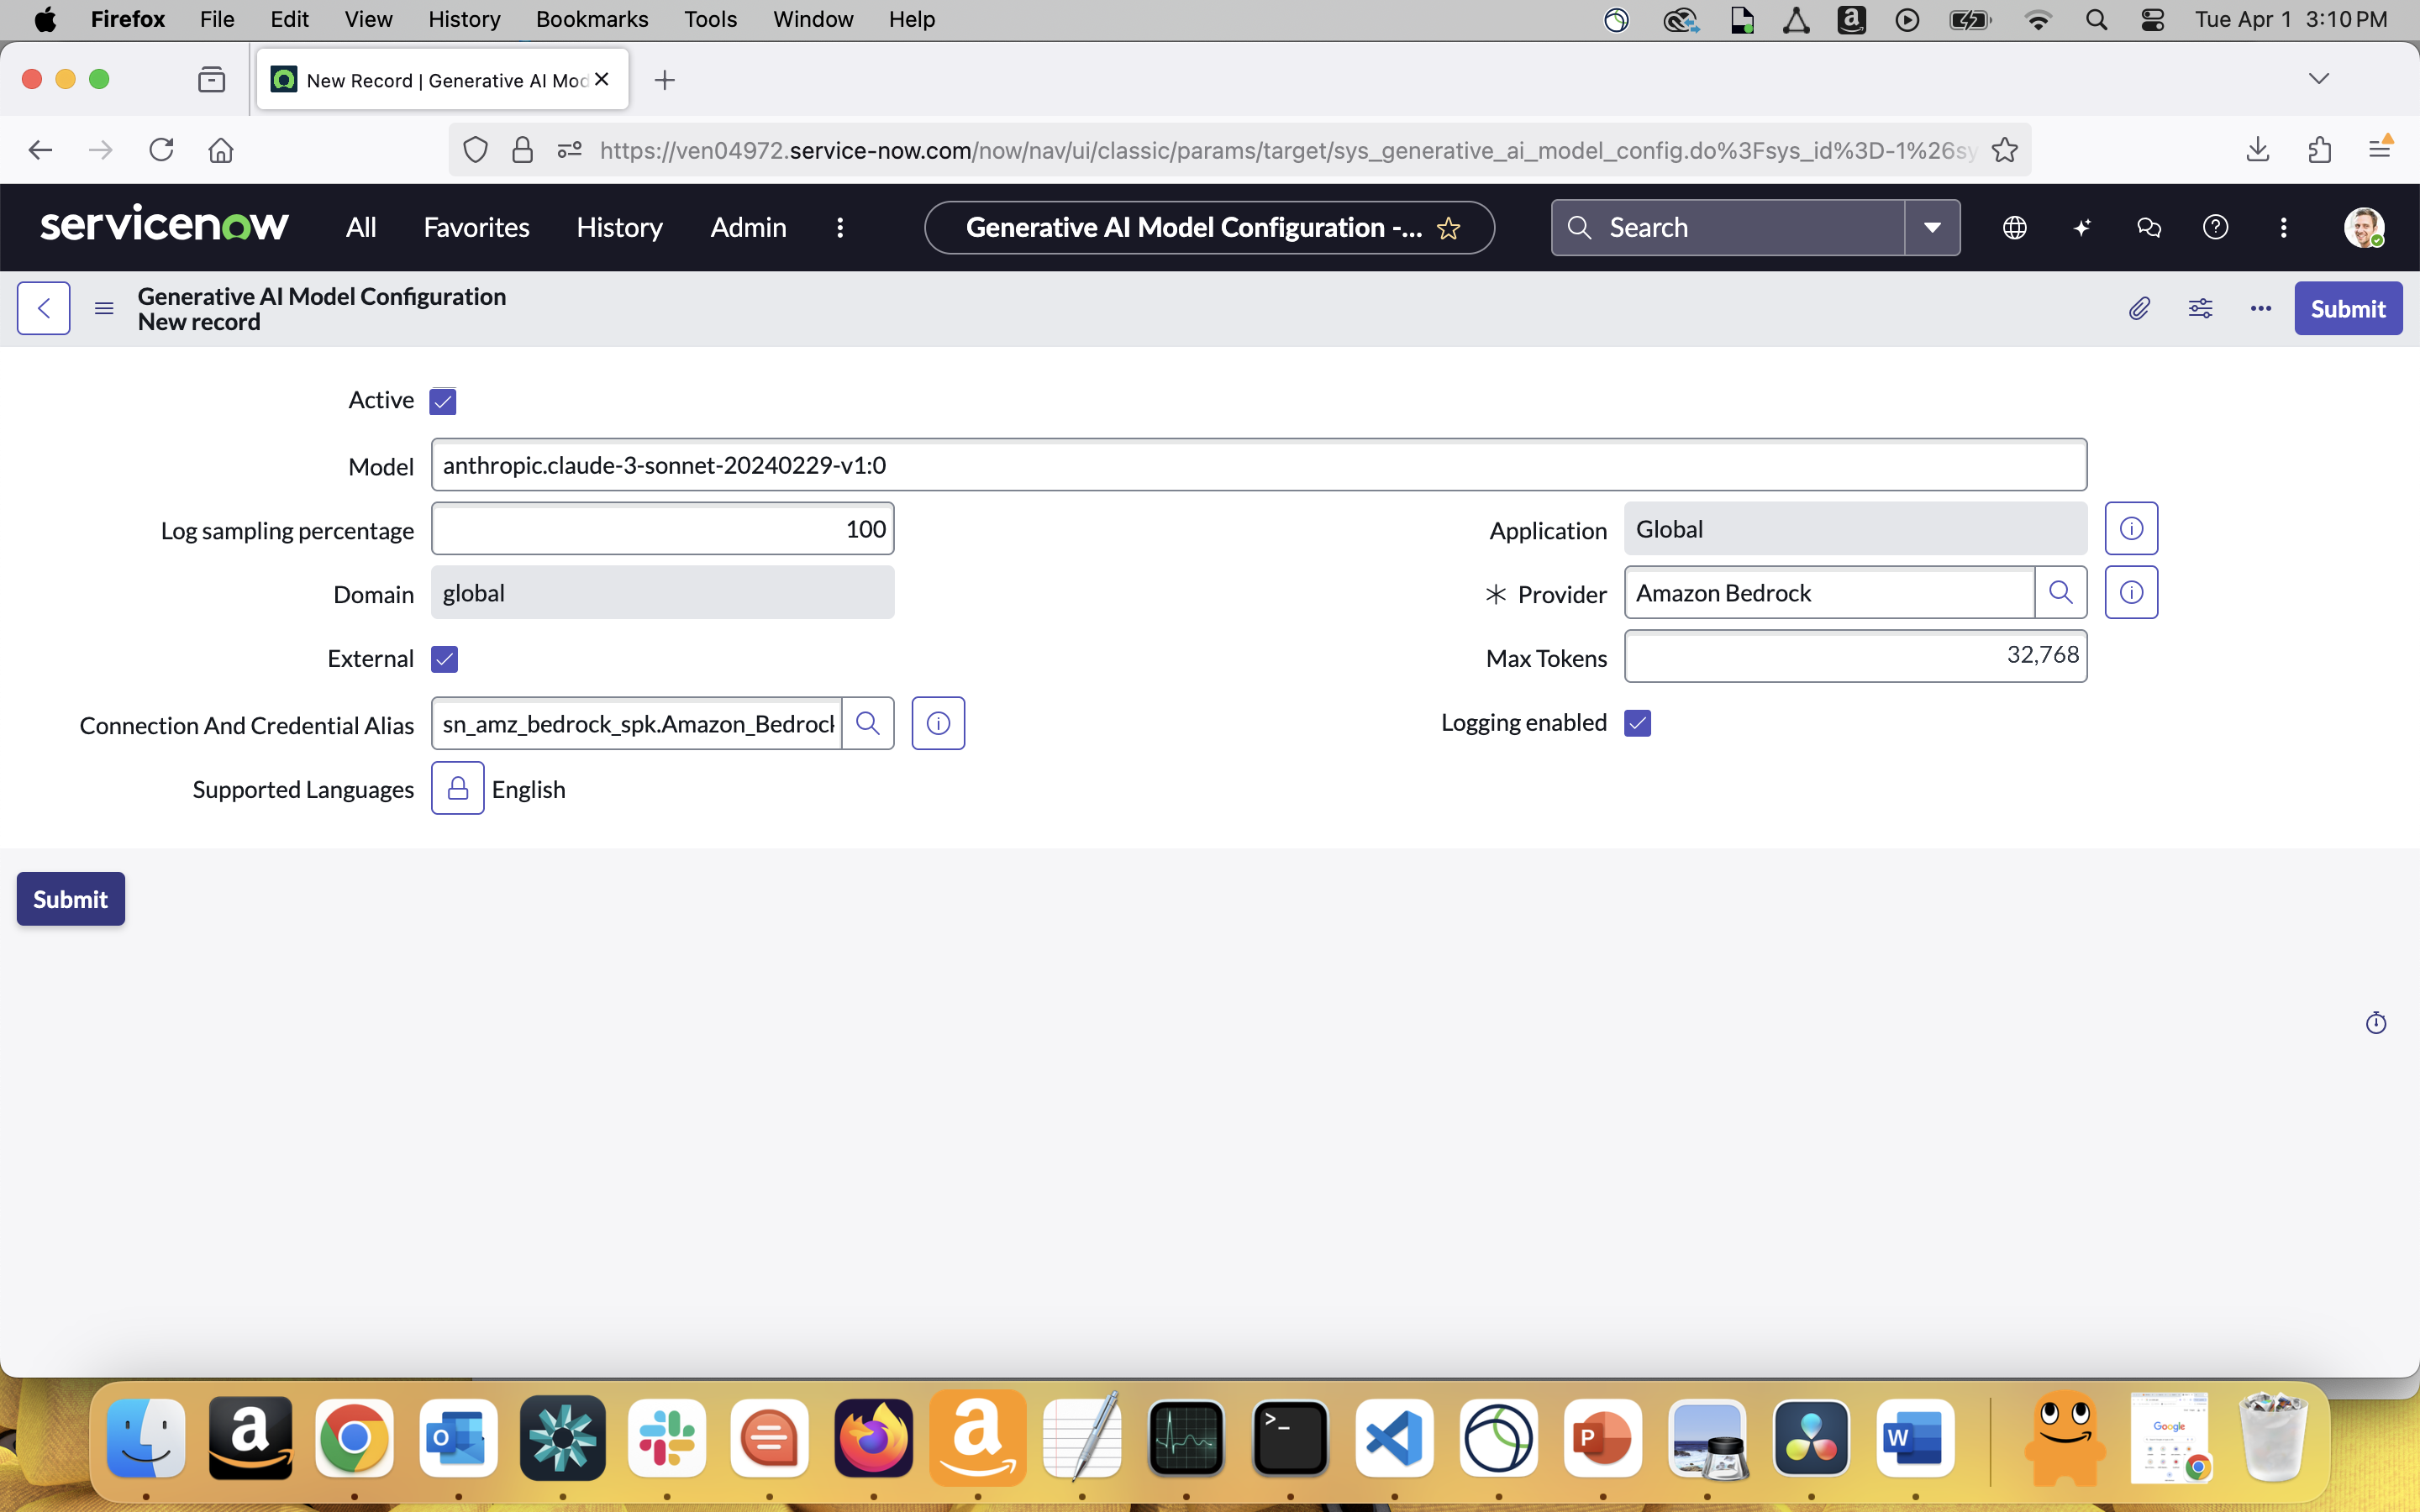 Firefox File Edit View History Bookmarks Tools Window Help Tue Apr 1 3:10 PM
New Record | Generative AI Mod
https://ven04972.service-now.com/now/nav/ui/classic/params/target/sys_generative_ai_model_config.do%3Fsys_id%3D-1%26sy
servicenow All Favorites History Admin Generative AI Model Configuration -... Search
Generative AI Model Configuration
New record
Submit
Active
Model anthropic.claude-3-sonnet-20240229-v1:0
Log sampling percentage 100 Application Global
Domain global Provider Amazon Bedrock
External Max Tokens 32,768
Connection And Credential Alias sn_amz_bedrock_spk.Amazon_Bedrock Logging enabled
Supported Languages English
Submit
Google